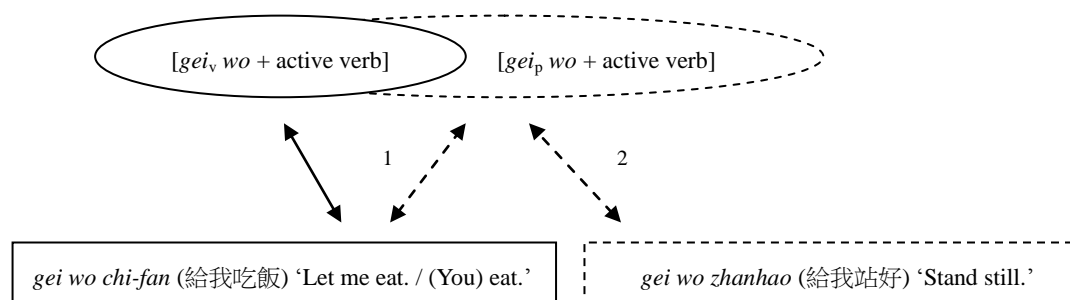 [geiᵥ wo + active verb] [geiₚ wo + active verb]
1 2
gei wo chi-fan (給我吃飯) ‘Let me eat. / (You) eat.’ gei wo zhanhao (給我站好) ‘Stand still.’